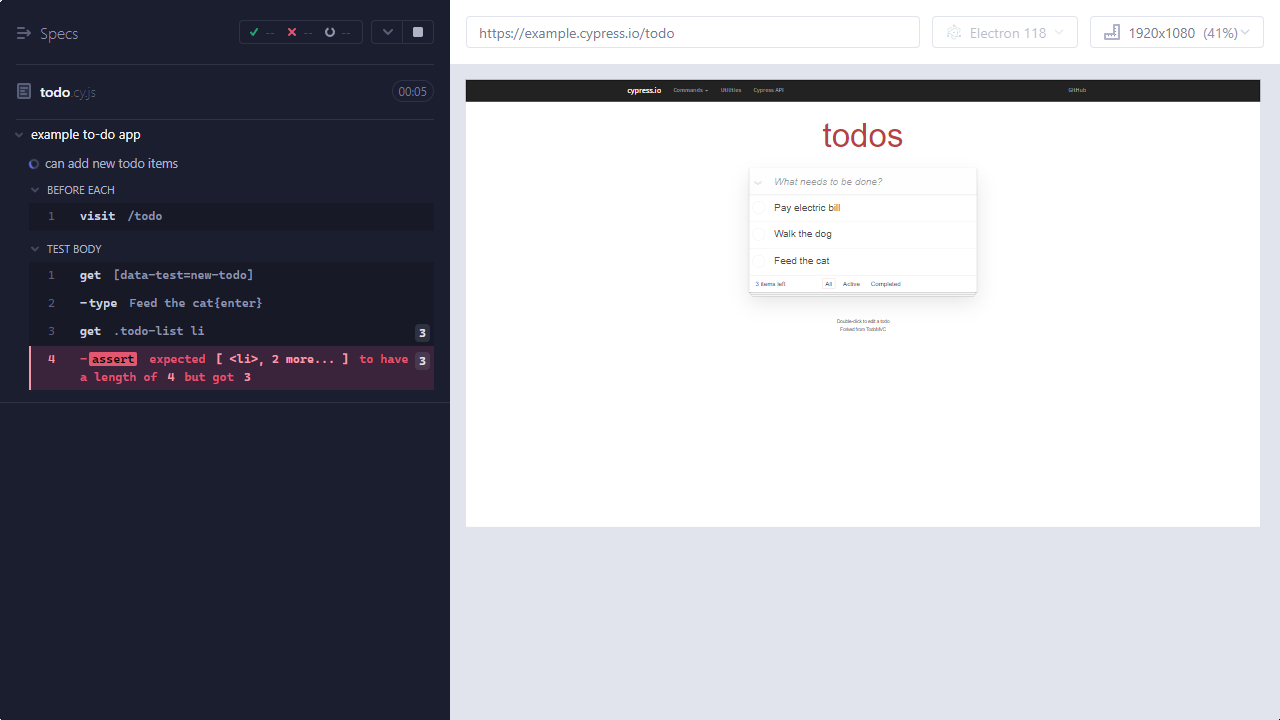 Specs
-- -- --
todo.cy.js 00:05
example to-do app
can add new todo items
BEFORE EACH
1 visit /todo
TEST BODY
1 get [data-test=new-todo]
2 -type Feed the cat{enter}
3 get .todo-list li 3
4 -assert expected [ <li>, 2 more... ] to have 3
a length of 4 but got 3
https://example.cypress.io/todo
Electron 118
1920x1080 (41%)
cypress.io Commands Utilities Cypress API GitHub
todos
What needs to be done?
Pay electric bill
Walk the dog
Feed the cat
3 items left All Active Completed
Double-click to edit a todo
Forked from TodoMVC